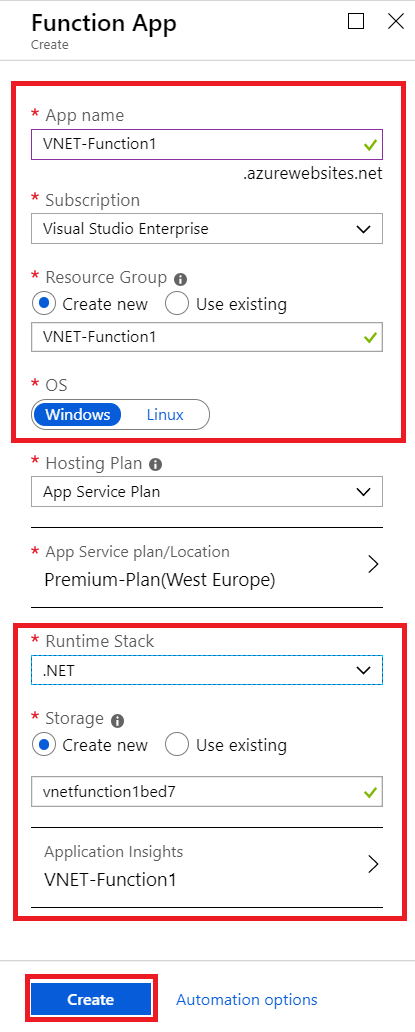 Function App
Create
* App name
VNET-Function1
.azurewebsites.net
* Subscription
Visual Studio Enterprise
* Resource Group
Create new Use existing
VNET-Function1
* OS
Windows Linux
* Hosting Plan
App Service Plan
* App Service plan/Location
Premium-Plan(West Europe)
* Runtime Stack
.NET
* Storage
Create new Use existing
vnetfunction1bed7
Application Insights
VNET-Function1
Create Automation options